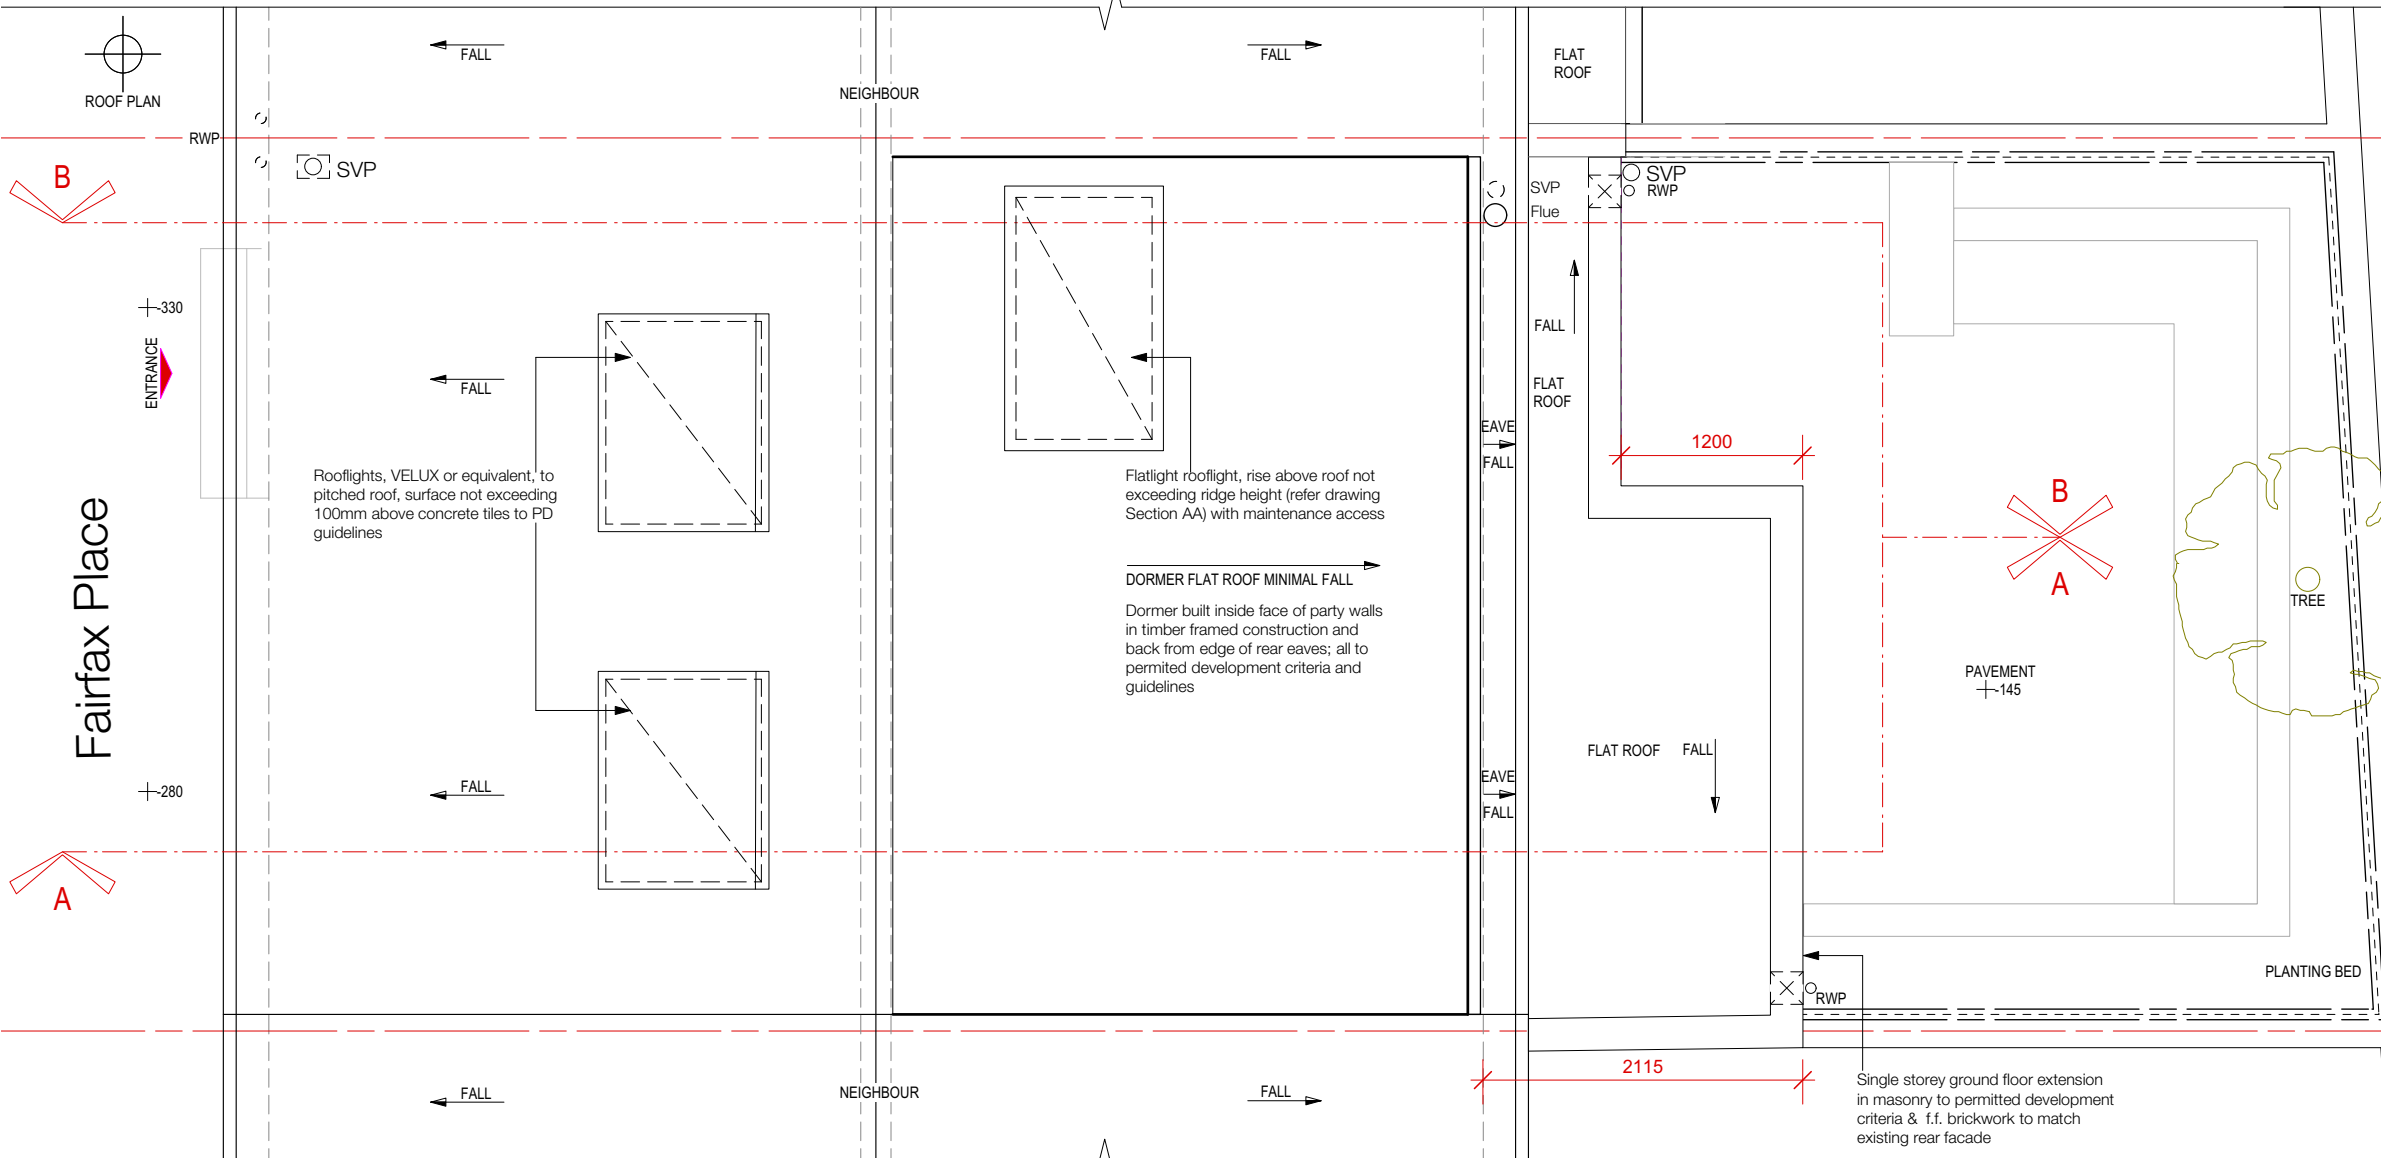 ROOF PLAN
FALL
FALL
FLAT
ROOF
NEIGHBOUR
RWP
SVP
B
SVP
Flue
SVP
RWP
-330
ENTRANCE
FALL
FALL
FLAT
ROOF
EAVE
FALL
1200
Rooflights, VELUX or equivalent, to
pitched roof, surface not exceeding
100mm above concrete tiles to PD
guidelines
Flatlight rooflight, rise above roof not
exceeding ridge height (refer drawing
Section AA) with maintenance access
DORMER FLAT ROOF MINIMAL FALL
Dormer built inside face of party walls
in timber framed construction and
back from edge of rear eaves; all to
permited development criteria and
guidelines
B
A
TREE
Fairfax Place
PAVEMENT
-145
FLAT ROOF
FALL
-280
FALL
EAVE
FALL
A
PLANTING BED
RWP
2115
FALL
NEIGHBOUR
FALL
Single storey ground floor extension
in masonry to permitted development
criteria & f.f. brickwork to match
existing rear facade